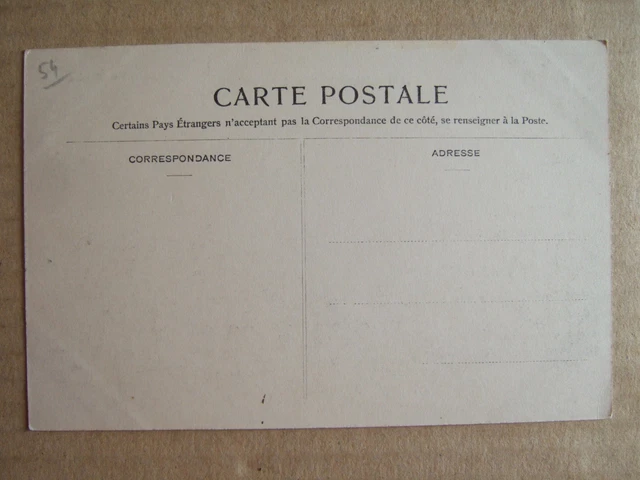 54
CARTE POSTALE
Certains Pays Étrangers n'acceptant pas la Correspondance de ce côté, se renseigner à la Poste.
CORRESPONDANCE
ADRESSE